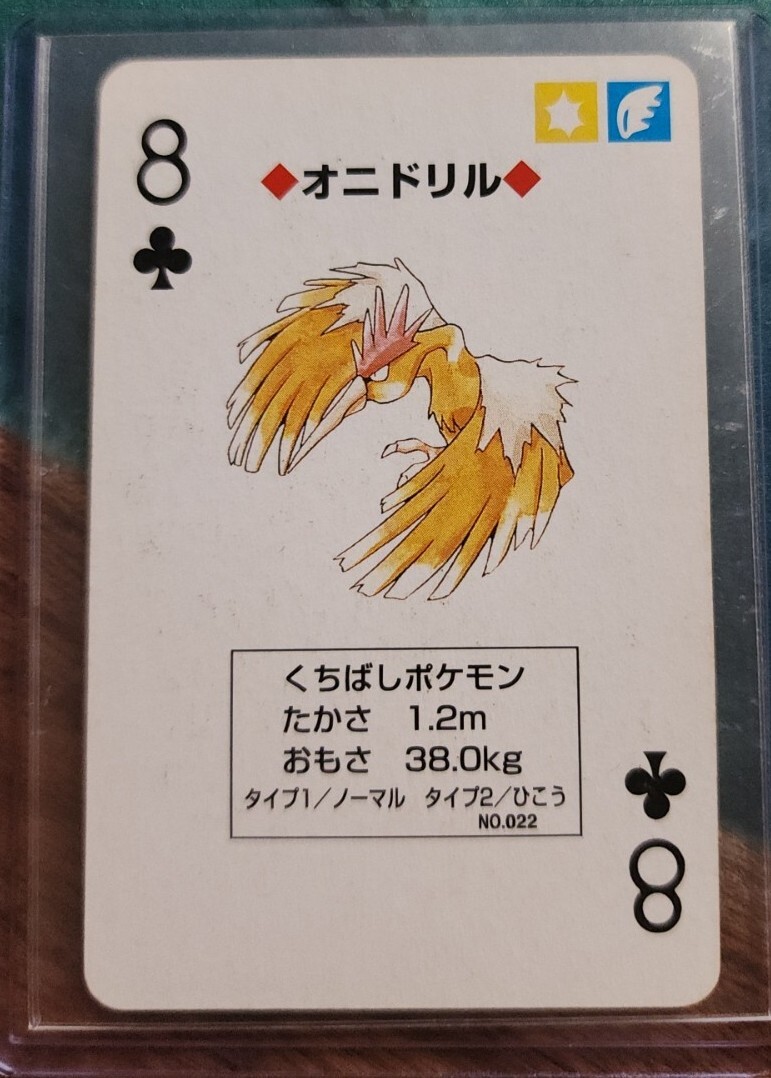 8
オニドリル
くちばしポケモン
たかさ 1.2m
おもさ 38.0kg
タイプ1/ノーマル タイプ2/ひこう
NO.022
8